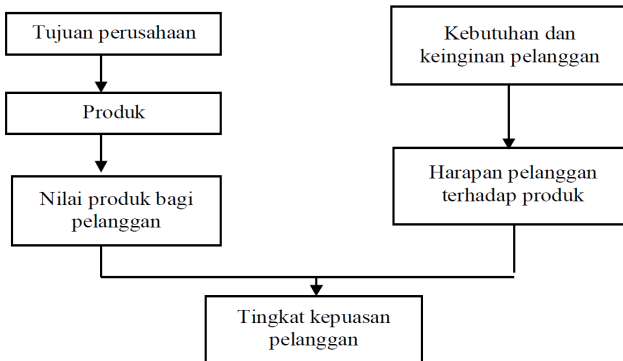 Tujuan perusahaan
Produk
Nilai produk bagi
pelanggan
Kebutuhan dan
keinginan pelanggan
Harapan pelanggan
terhadap produk
Tingkat kepuasan
pelanggan